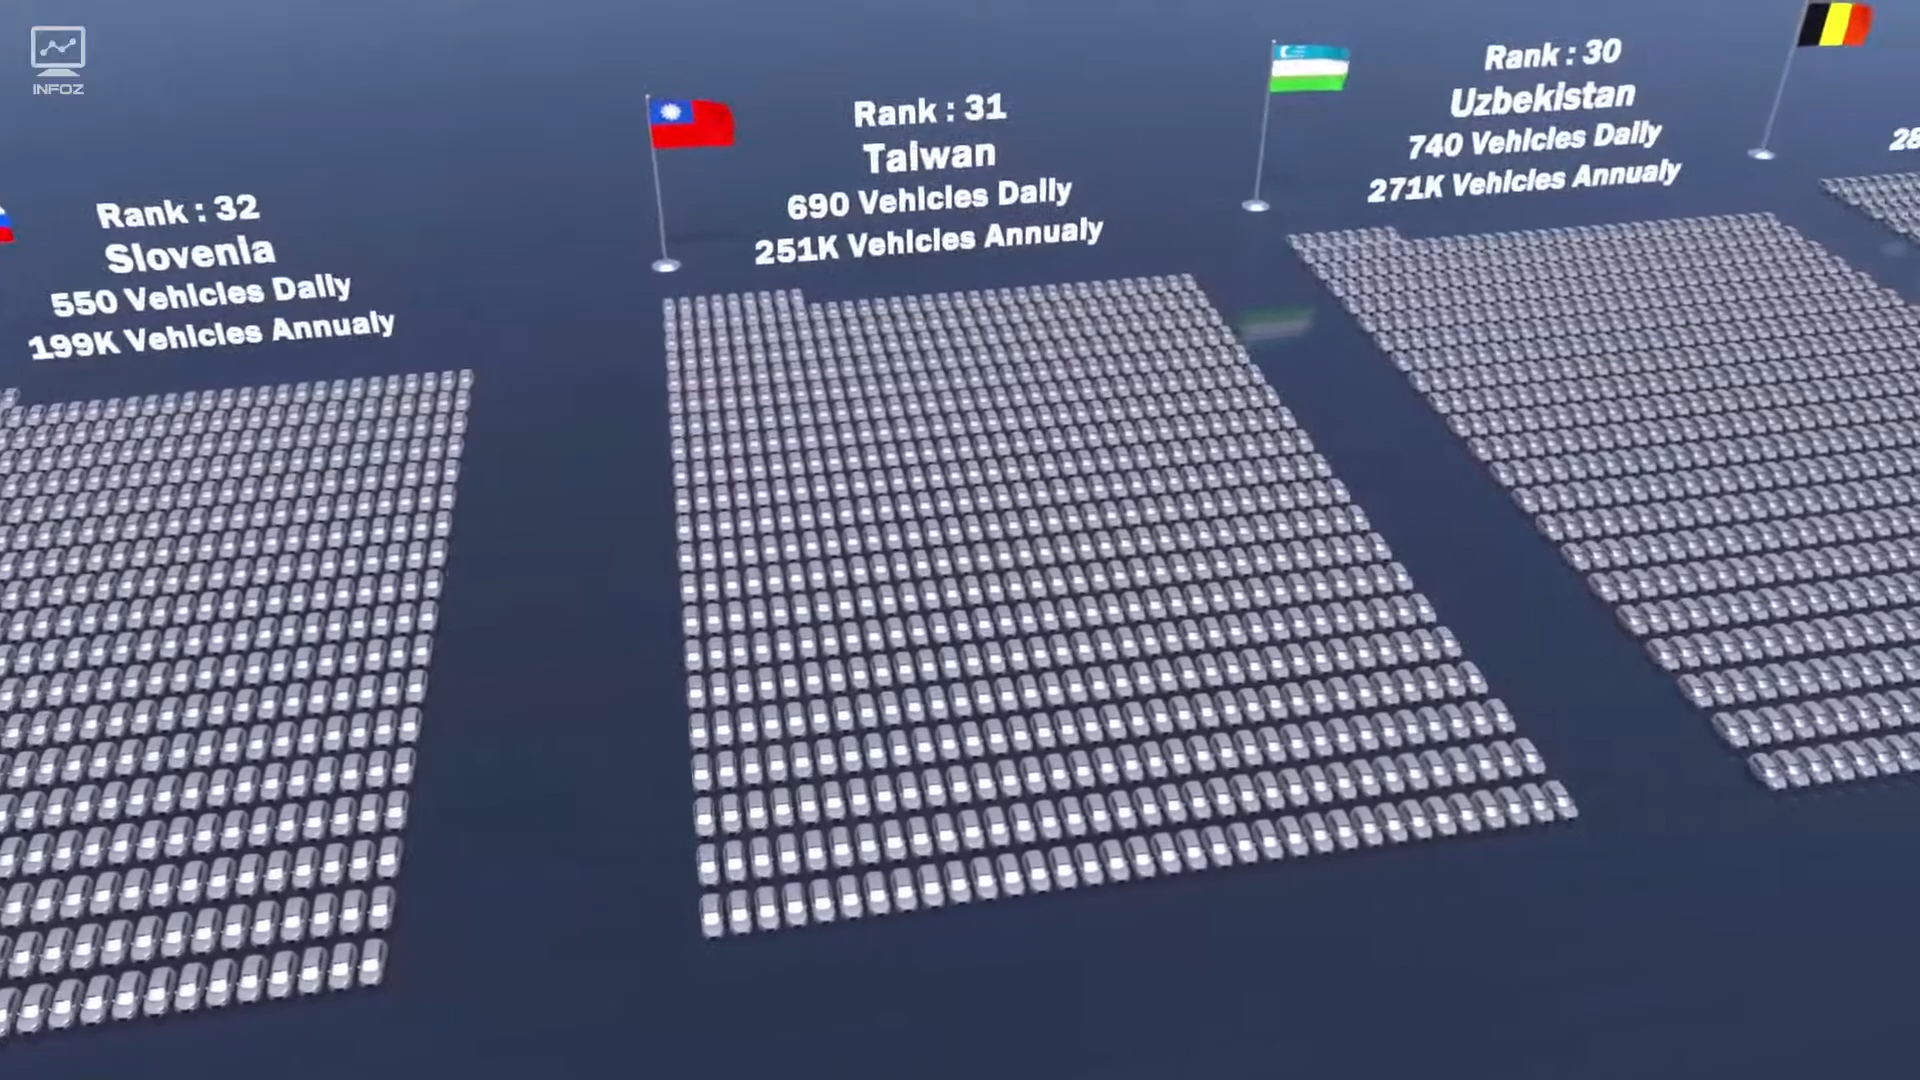 INFOZ
Rank : 32
Slovenia
550 Vehicles Daily
199K Vehicles Annualy
Rank : 31
Taiwan
690 Vehicles Daily
251K Vehicles Annualy
Rank : 30
Uzbekistan
740 Vehicles Daily
271K Vehicles Annualy